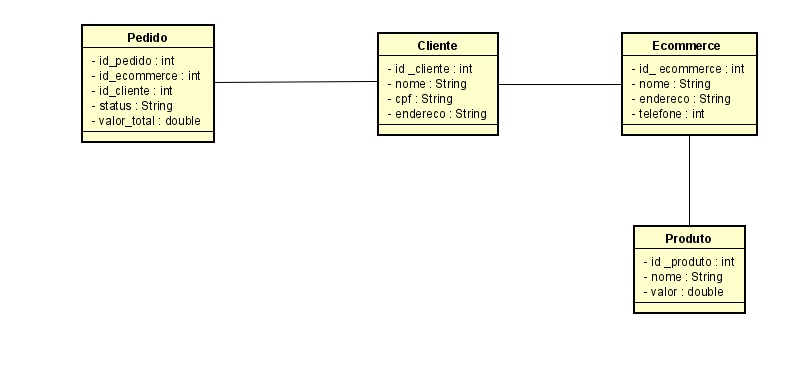 Pedido
- id_pedido : int
- id_ecommerce : int
- id_cliente : int
- status : String
- valor_total : double
Cliente
- id _cliente : int
- nome : String
- cpf : String
- endereco : String
Ecommerce
- id_ ecommerce : int
- nome : String
- endereco : String
- telefone : int
Produto
- id _produto : int
- nome : String
- valor : double